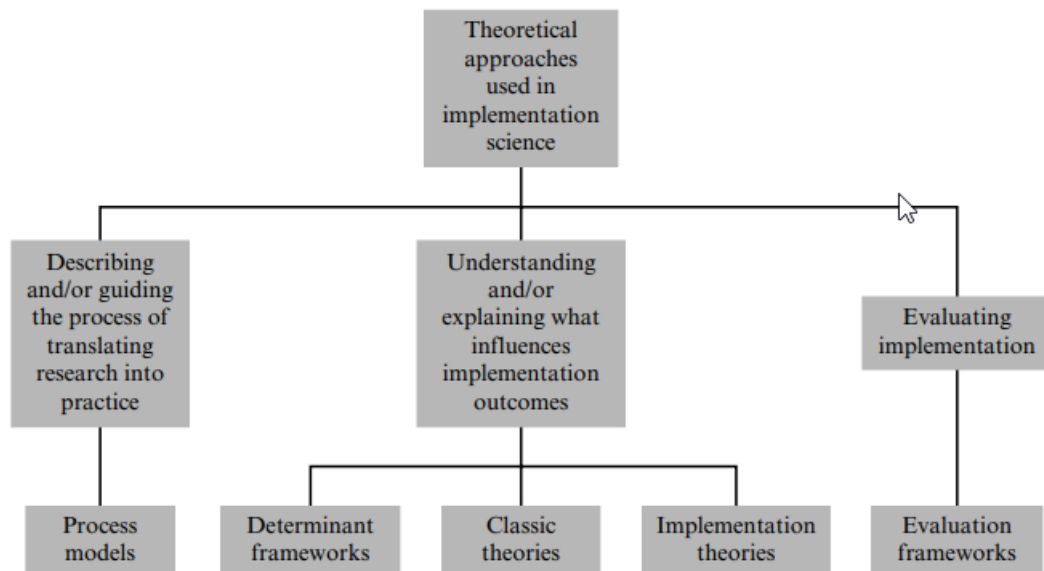 Theoretical
approaches
used in
implementation
science
Describing
and/or guiding
the process of
translating
research into
practice
Understanding
and/or
explaining what
influences
implementation
outcomes
Evaluating
implementation
Process
models
Determinant
frameworks
Classic
theories
Implementation
theories
Evaluation
frameworks